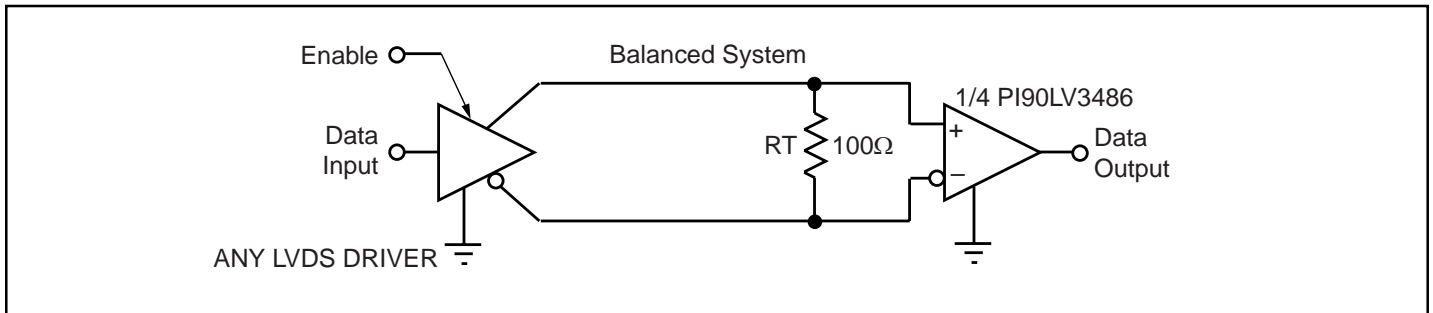 Enable
Balanced System
1/4 PI90LV3486
Data
Input
RT
100Ω
+
−
Data
Output
ANY LVDS DRIVER